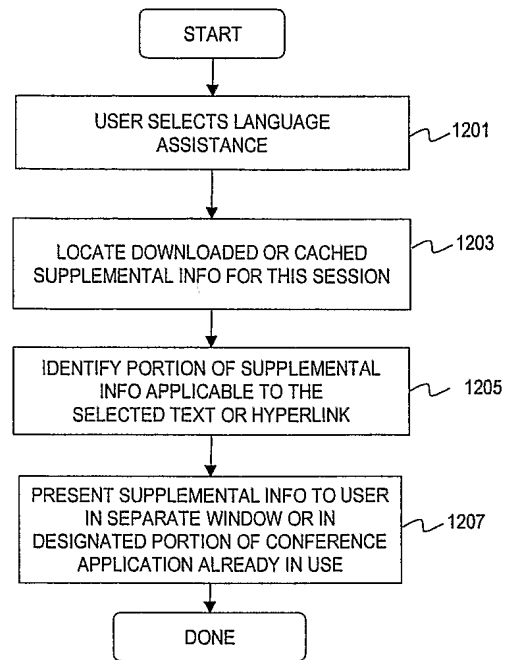 START
USER SELECTS LANGUAGE
ASSISTANCE
1201
LOCATE DOWNLOADED OR CACHED
SUPPLEMENTAL INFO FOR THIS SESSION
1203
IDENTIFY PORTION OF SUPPLEMENTAL
INFO APPLICABLE TO THE
SELECTED TEXT OR HYPERLINK
1205
PRESENT SUPPLEMENTAL INFO TO USER
IN SEPARATE WINDOW OR IN
DESIGNATED PORTION OF CONFERENCE
APPLICATION ALREADY IN USE
1207
DONE